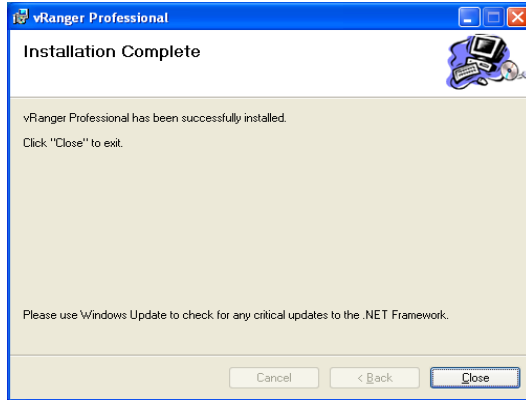 vRanger Professional
Installation Complete
vRanger Professional has been successfully installed.
Click "Close" to exit.
Please use Windows Update to check for any critical updates to the .NET Framework.
Cancel
< Back
Close